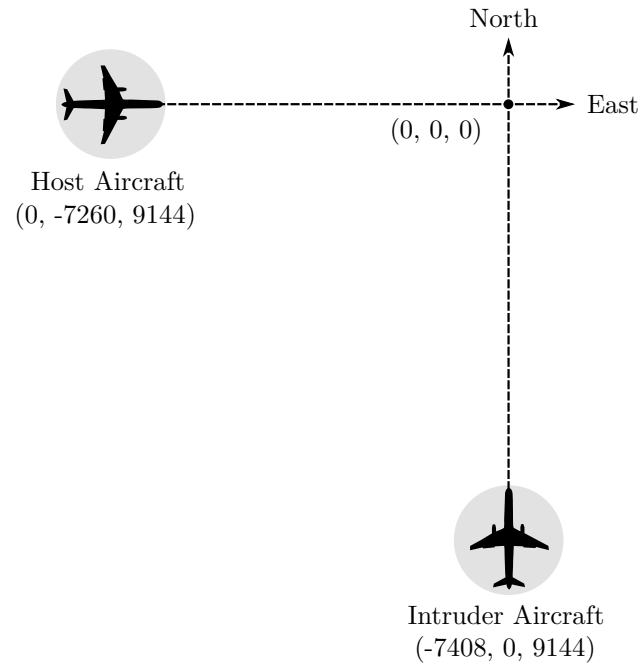 North
East
(0, 0, 0)
Host Aircraft
(0, -7260, 9144)
Intruder Aircraft
(-7408, 0, 9144)